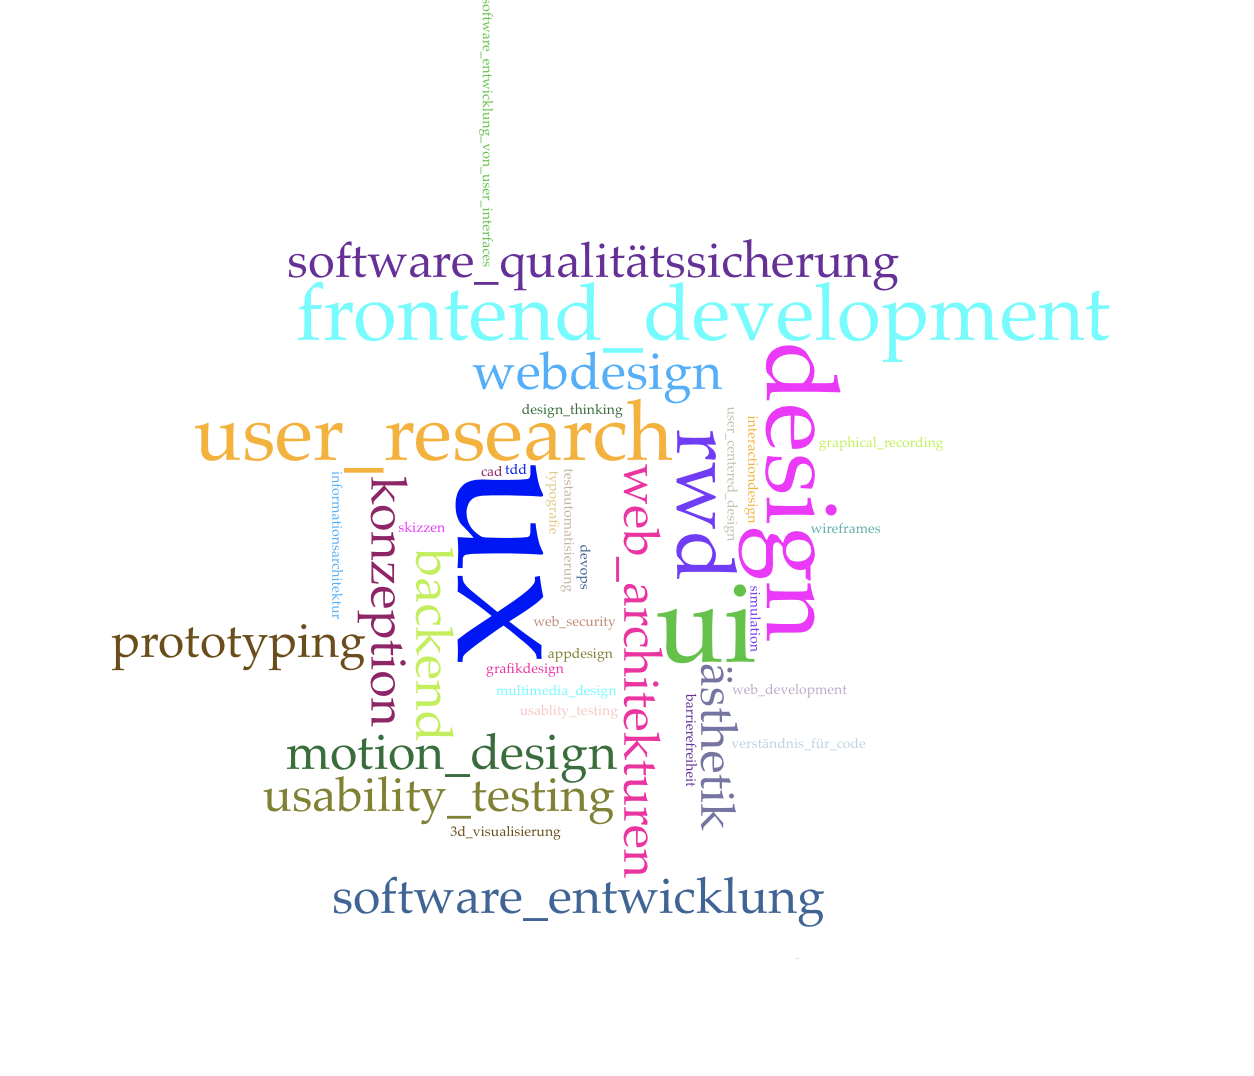 software_entwicklung_von_user_interfaces
software_qualitätssicherung
frontend_development
webdesign
design
design_thinking
user_research
rwd
user_centered_design
interactiondesign
graphical_recording
cad
tdd
ux
typografie
testautomatisierung
web_architekturen
informationsarchitektur
konzeption
skizzen
wireframes
backend
devops
ui
simulation
web_security
prototyping
appdesign
grafikdesign
ästhetik
multimedia_design
web_development
barrierefreiheit
usablity_testing
verständnis_für_code
motion_design
usability_testing
3d_visualisierung
software_entwicklung